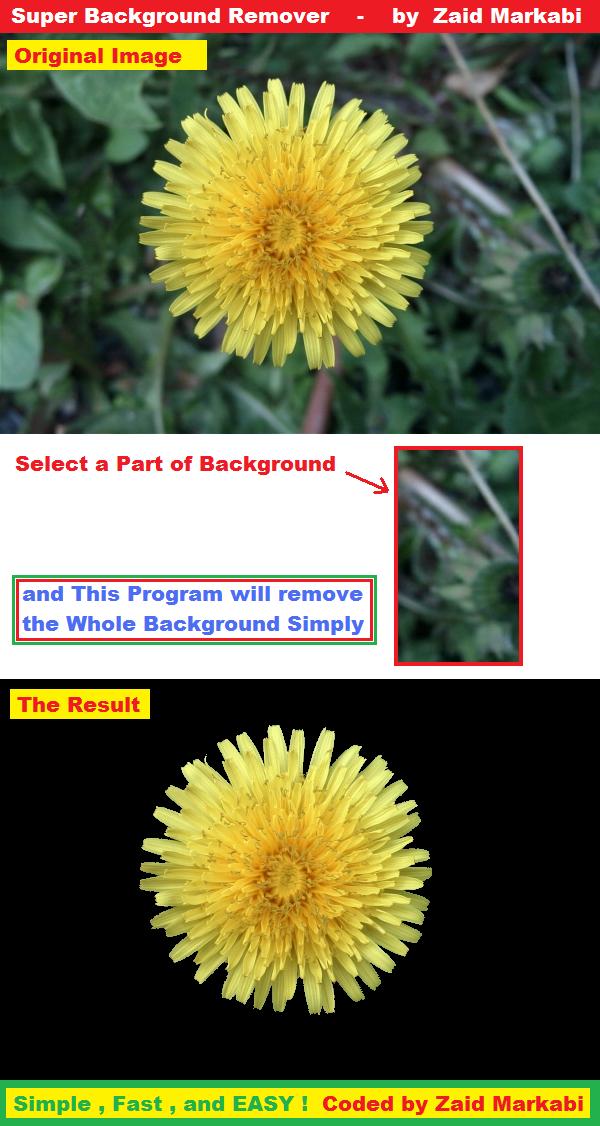 Super Background Remover - by Zaid Markabi
Original Image
Select a Part of Background
and This Program will remove
the Whole Background Simply
The Result
Simple , Fast , and EASY ! Coded by Zaid Markabi